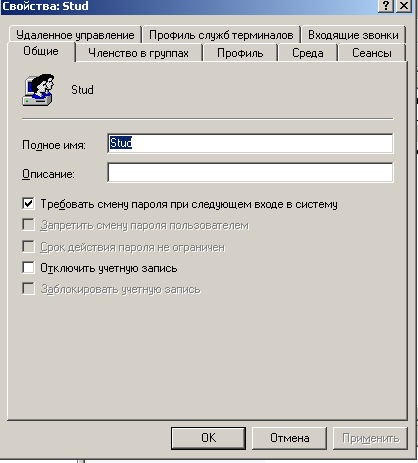 Свойства: Stud
Удаленное управление Профиль служб терминалов Входящие звонки
Общие Членство в группах Профиль Среда Сеансы
Stud
Полное имя: Stud
Описание:
Требовать смену пароля при следующем входе в систему
Запретить смену пароля пользователем
Срок действия пароля не ограничен
Отключить учетную запись
Заблокировать учетную запись
OK Отмена Применить